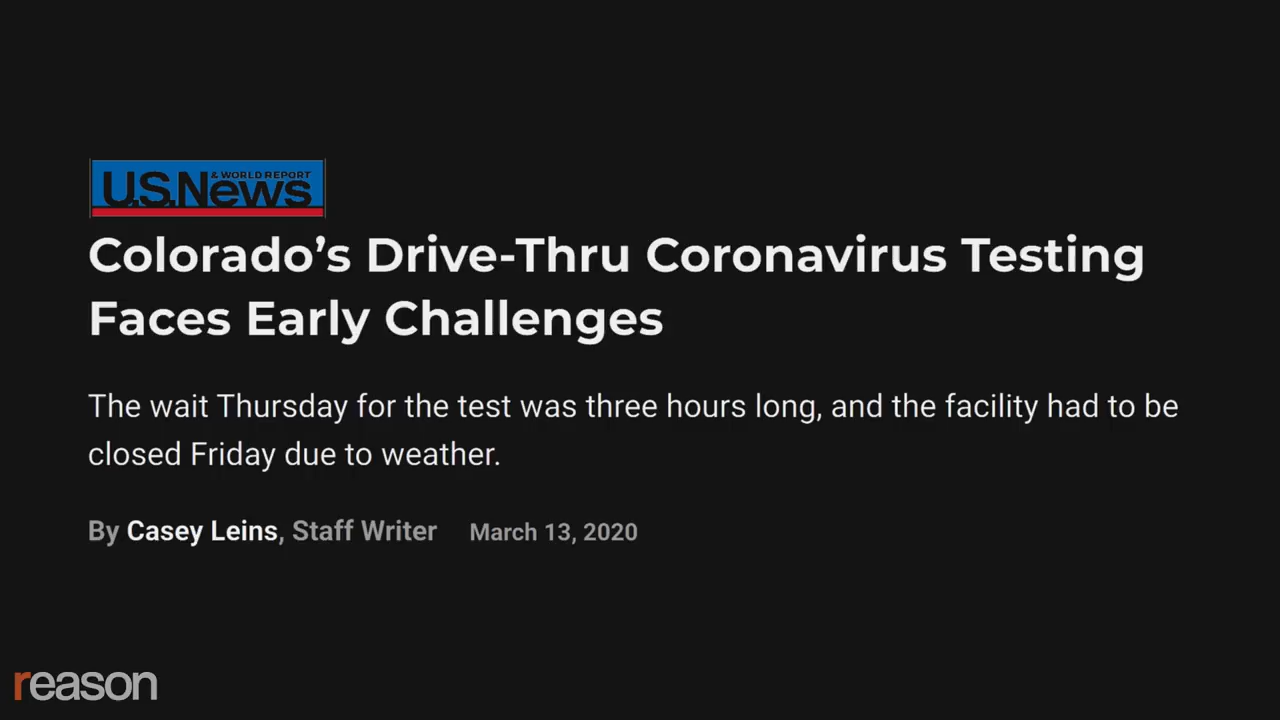 U.S.News
& WORLD REPORT
Colorado’s Drive-Thru Coronavirus Testing
Faces Early Challenges
The wait Thursday for the test was three hours long, and the facility had to be
closed Friday due to weather.
By Casey Leins, Staff Writer March 13, 2020
reason